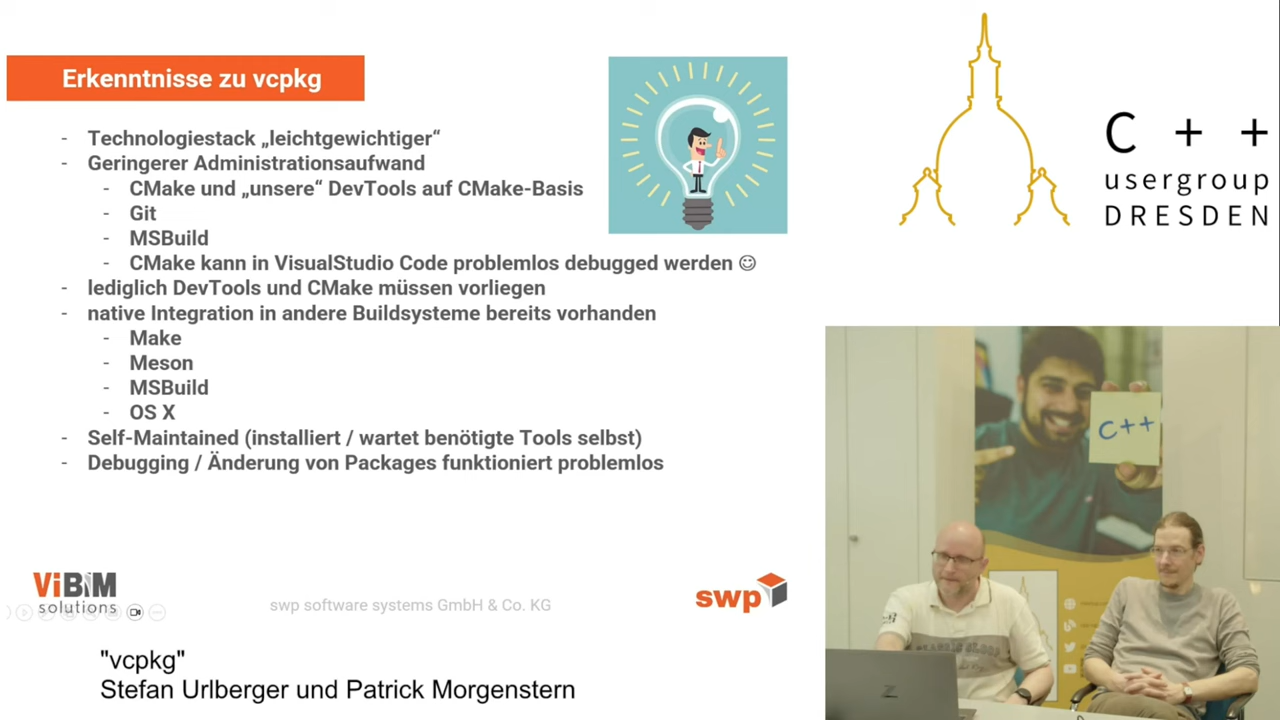 Erkenntnisse zu vcpkg
- Technologiestack „leichtgewichtiger“
- Geringerer Administrationsaufwand
- CMake und „unsere“ DevTools auf CMake-Basis
- Git
- MSBuild
- CMake kann in VisualStudio Code problemlos debugged werden ☺
- lediglich DevTools und CMake müssen vorliegen
- native Integration in andere Buildsysteme bereits vorhanden
- Make
- Meson
- MSBuild
- OS X
- Self-Maintained (installiert / wartet benötigte Tools selbst)
- Debugging / Änderung von Packages funktioniert problemlos
ViBiM
solutions
swp software systems GmbH & Co. KG
swp
"vcpkg"
Stefan Urlberger und Patrick Morgenstern
C + +
usergroup
DRESDEN
C++